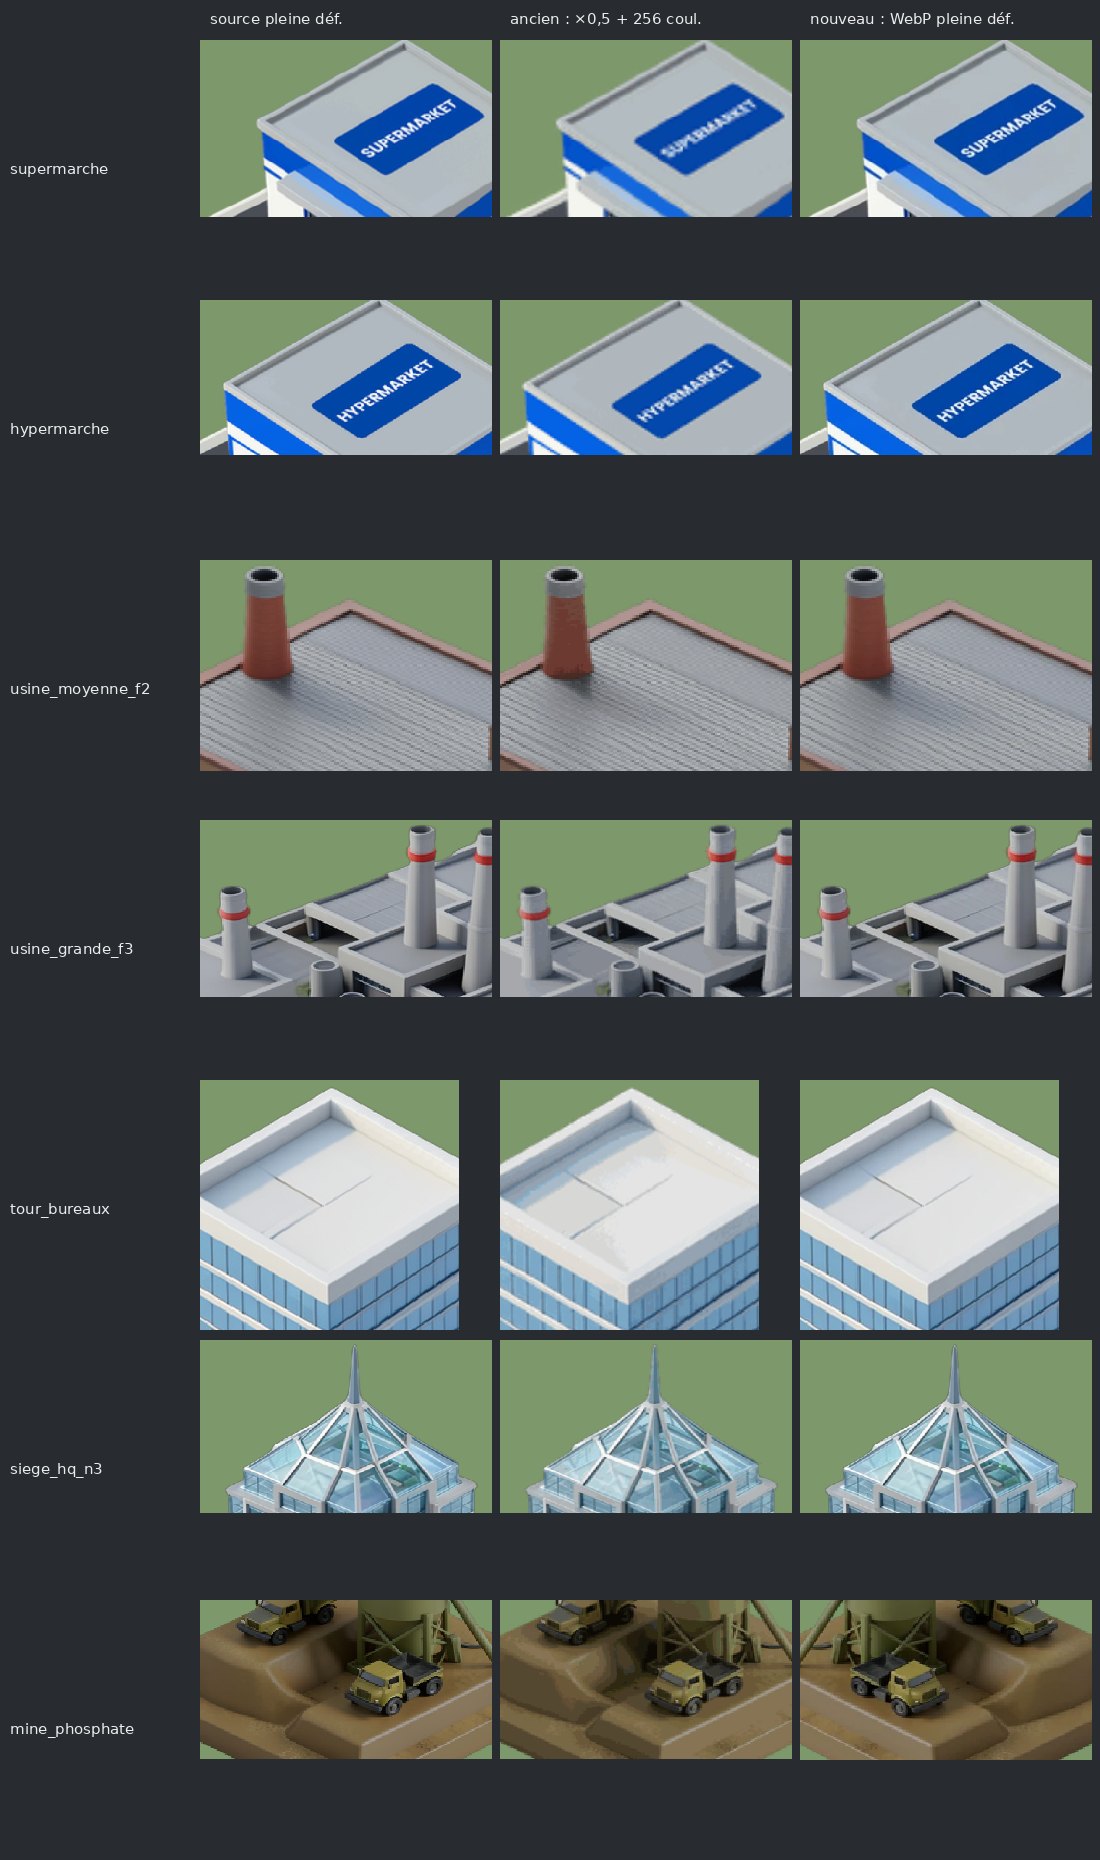 source pleine déf.
ancien : ×0,5 + 256 coul.
nouveau : WebP pleine déf.
supermarche
SUPERMARKET
SUPERMARKET
SUPERMARKET
hypermarche
HYPERMARKET
HYPERMARKET
HYPERMARKET
usine_moyenne_f2
usine_grande_f3
tour_bureaux
siege_hq_n3
mine_phosphate